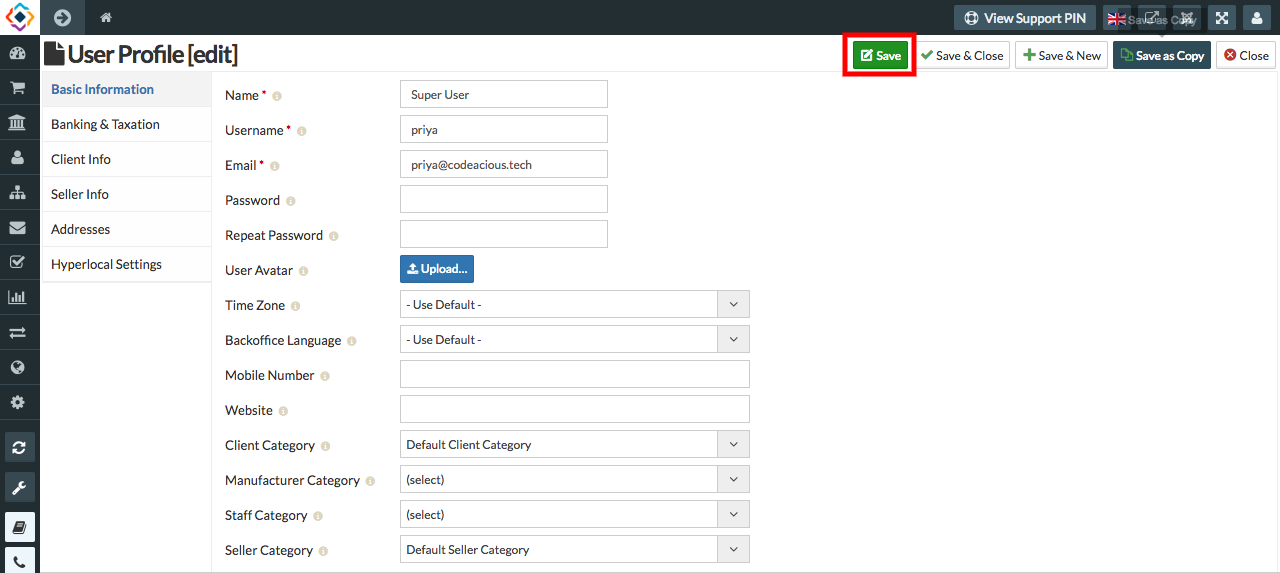 View Support PIN
Save as Copy
User Profile [edit]
Save
Save & Close
Save & New
Save as Copy
Close
Basic Information
Banking & Taxation
Client Info
Seller Info
Addresses
Hyperlocal Settings
Name *
Super User
Username *
priya
Email *
priya@codeacious.tech
Password
Repeat Password
User Avatar
Upload...
Time Zone
- Use Default -
Backoffice Language
- Use Default -
Mobile Number
Website
Client Category
Default Client Category
Manufacturer Category
(select)
Staff Category
(select)
Seller Category
Default Seller Category